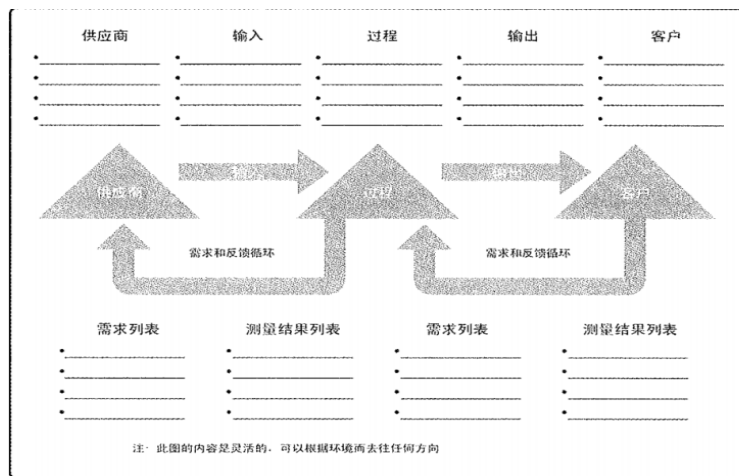 供应商 输入 过程 输出 客户
供应商 过程 输出 客户
需求和反馈循环 需求和反馈循环
需求列表 测量结果列表 需求列表 测量结果列表
注·此图的内容是灵活的，可以根据环境而去往任何方向